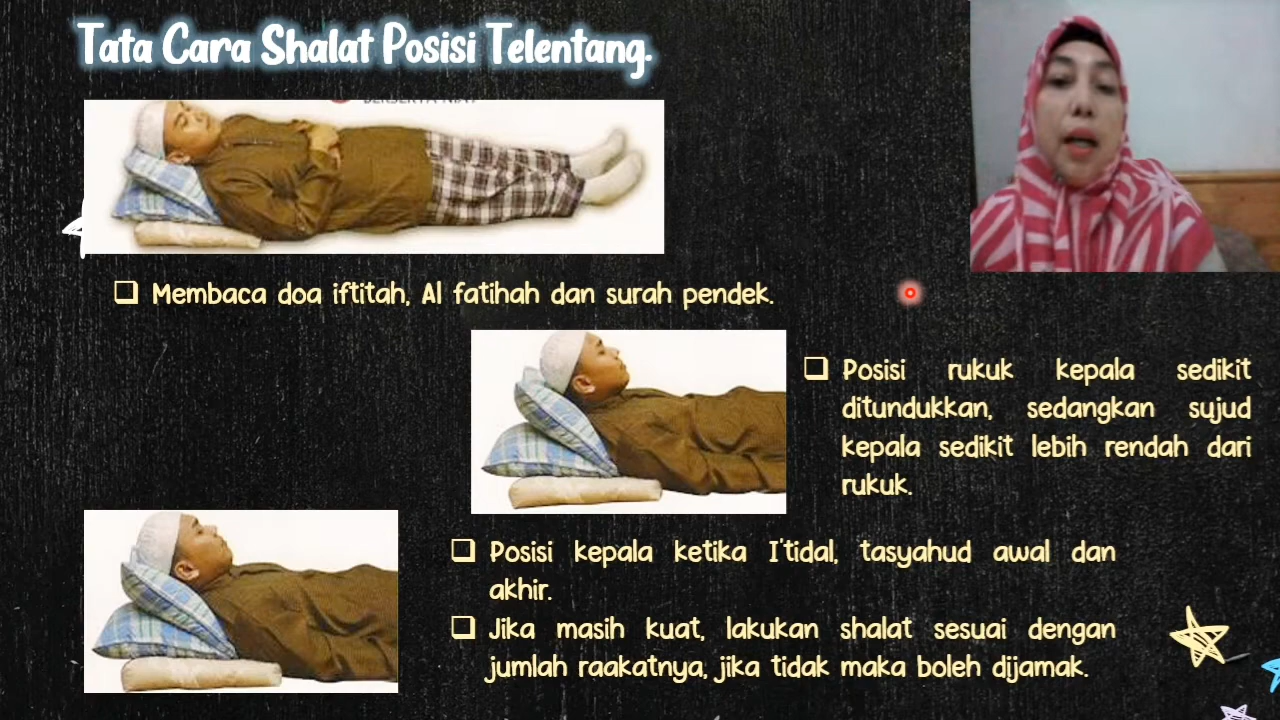 Tata Cara Shalat Posisi Telentang.
BERSERTA NIAT
Membaca doa iftitah, Al fatihah dan surah pendek.
Posisi rukuk kepala sedikit
ditundukkan, sedangkan sujud
kepala sedikit lebih rendah dari
rukuk.
Posisi kepala ketika I'tidal, tasyahud awal dan
akhir.
Jika masih kuat, lakukan shalat sesuai dengan
jumlah raakatnya, jika tidak maka boleh dijamak.